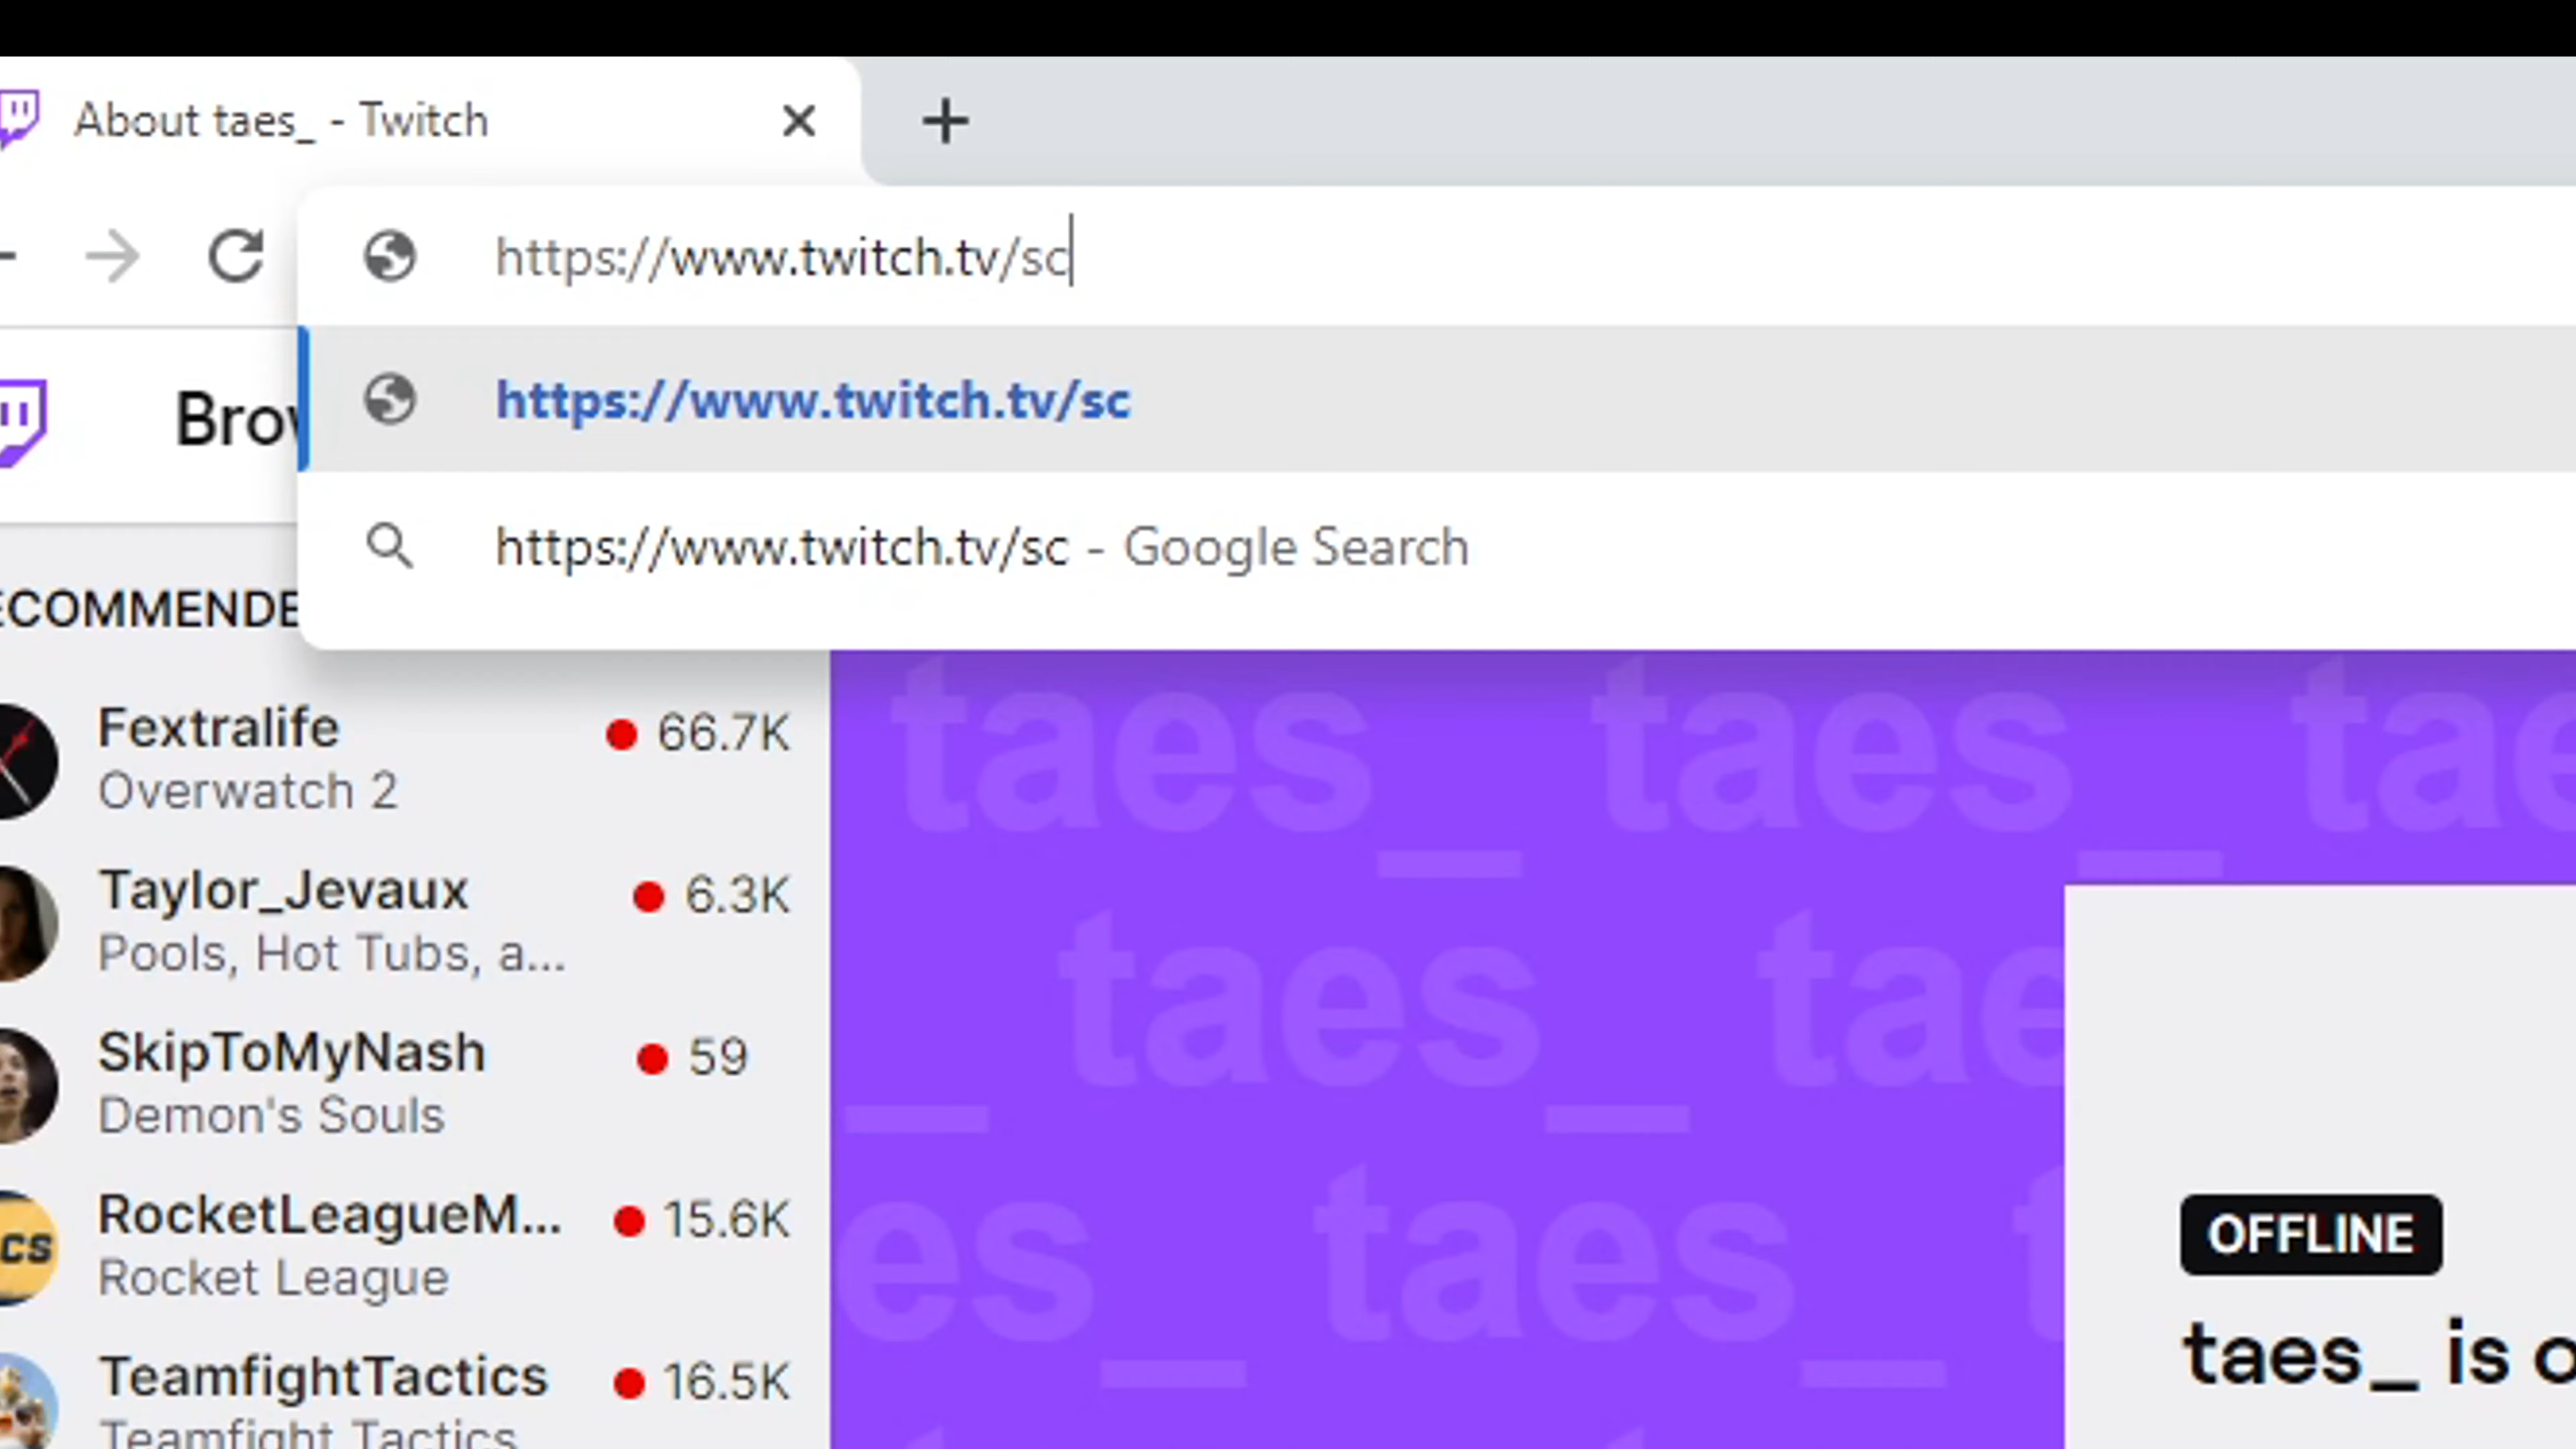 About taes_ - Twitch
https://www.twitch.tv/sc
https://www.twitch.tv/sc
https://www.twitch.tv/sc - Google Search
Brow
ECOMMENDE
Fextralife 66.7K
Overwatch 2
Taylor_Jevaux 6.3K
Pools, Hot Tubs, a...
SkipToMyNash 59
Demon's Souls
RocketLeagueM... 15.6K
CS
Rocket League
TeamfightTactics 16.5K
Teamfight Tactics
taes_ taes_ tae
taes_ tae
es_ taes_ t
OFFLINE
taes_ is o